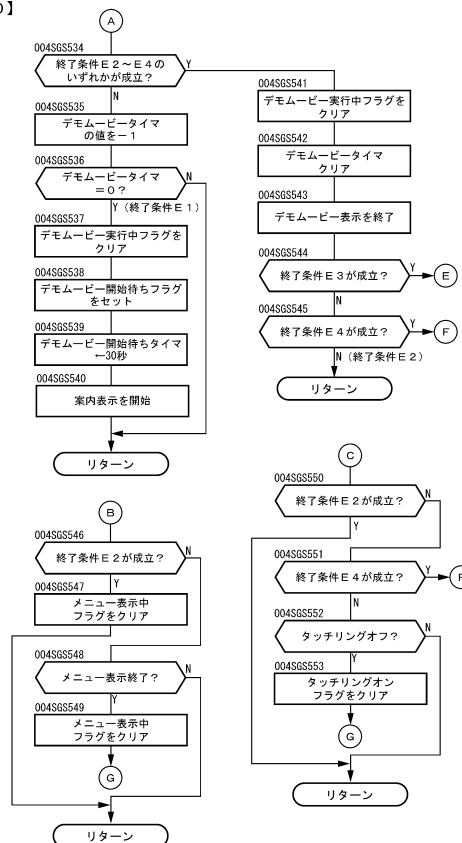 】
A
004SGS534
終了条件E2～E4の
いずれかが成立？
Y
N
004SGS535
デモムービータイマ
の値を－1
004SGS536
デモムービータイマ
＝0？
N
Y（終了条件E1）
004SGS537
デモムービー実行中フラグを
クリア
004SGS538
デモムービー開始待ちフラグ
をセット
004SGS539
デモムービー開始待ちタイマ
←30秒
004SGS540
案内表示を開始
リターン
004SGS541
デモムービー実行中フラグを
クリア
004SGS542
デモムービータイマ
クリア
004SGS543
デモムービー表示を終了
004SGS544
終了条件E3が成立？
Y
E
N
004SGS545
終了条件E4が成立？
Y
F
N（終了条件E2）
リターン
B
004SGS546
終了条件E2が成立？
N
Y
004SGS547
メニュー表示中
フラグをクリア
004SGS548
メニュー表示終了？
N
Y
004SGS549
メニュー表示中
フラグをクリア
G
リターン
C
004SGS550
終了条件E2が成立？
N
Y
004SGS551
終了条件E4が成立？
Y
N
004SGS552
タッチリングオフ？
N
Y
004SGS553
タッチリングオン
フラグをクリア
G
リターン